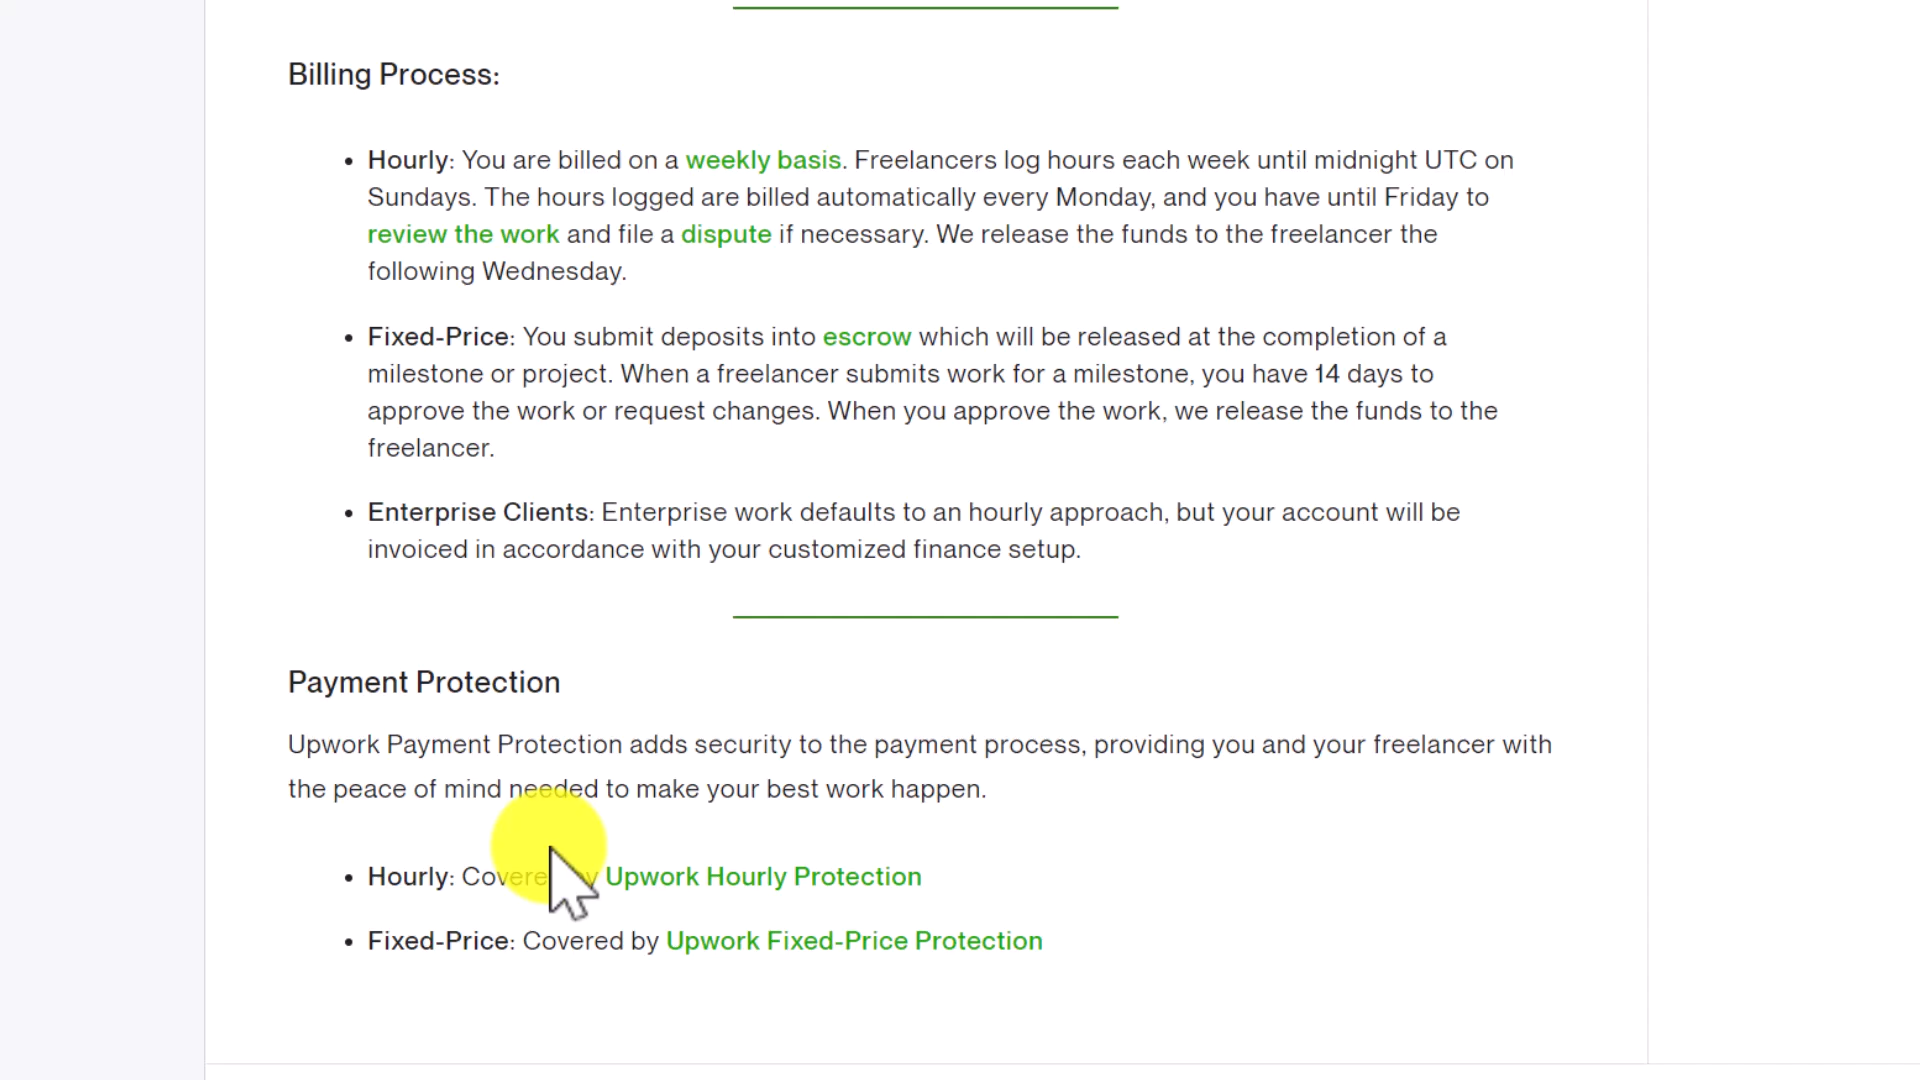 Billing Process:
Hourly: You are billed on a weekly basis. Freelancers log hours each week until midnight UTC on
Sundays. The hours logged are billed automatically every Monday, and you have until Friday to
review the work and file a dispute if necessary. We release the funds to the freelancer the
following Wednesday.
Fixed-Price: You submit deposits into escrow which will be released at the completion of a
milestone or project. When a freelancer submits work for a milestone, you have 14 days to
approve the work or request changes. When you approve the work, we release the funds to the
freelancer.
Enterprise Clients: Enterprise work defaults to an hourly approach, but your account will be
invoiced in accordance with your customized finance setup.
Payment Protection
Upwork Payment Protection adds security to the payment process, providing you and your freelancer with
the peace of mind needed to make your best work happen.
Hourly: Covered by Upwork Hourly Protection
Fixed-Price: Covered by Upwork Fixed-Price Protection